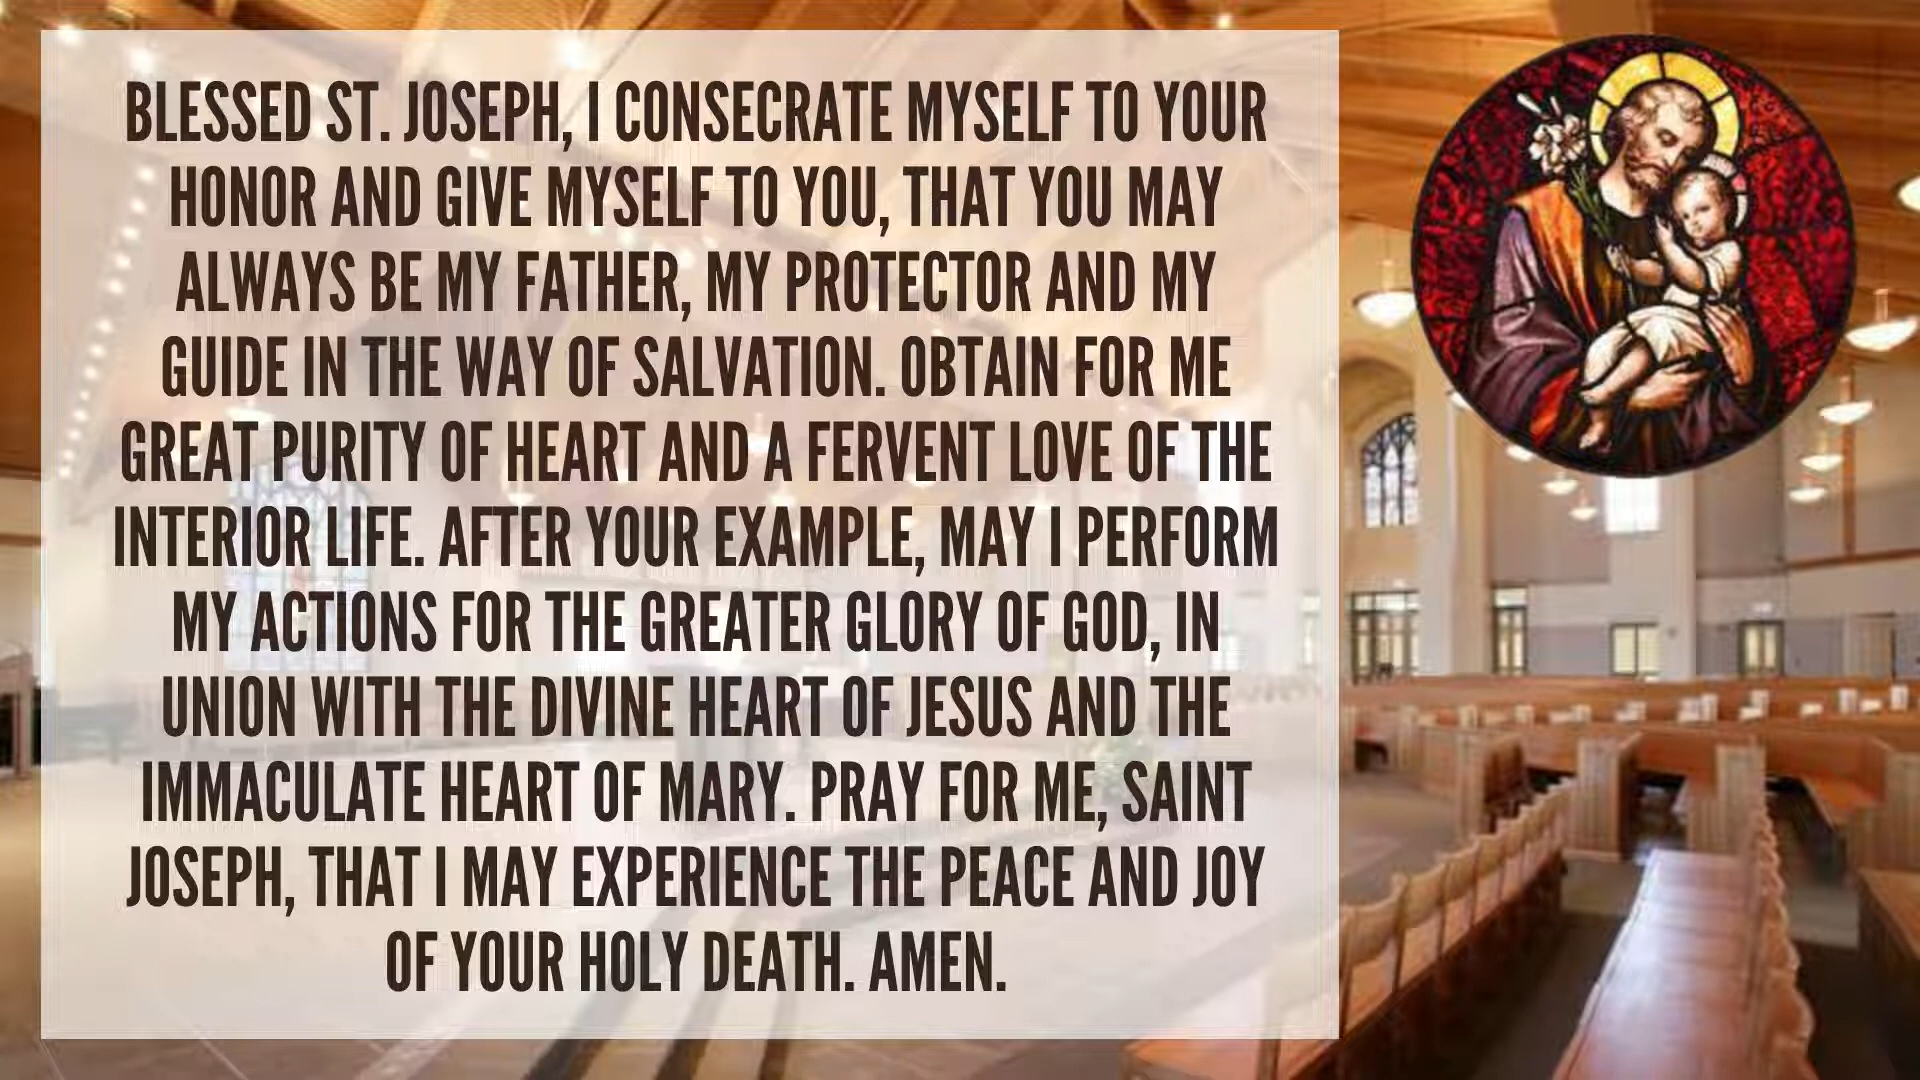 BLESSED ST. JOSEPH, I CONSECRATE MYSELF TO YOUR
HONOR AND GIVE MYSELF TO YOU, THAT YOU MAY
ALWAYS BE MY FATHER, MY PROTECTOR AND MY
GUIDE IN THE WAY OF SALVATION. OBTAIN FOR ME
GREAT PURITY OF HEART AND A FERVENT LOVE OF THE
INTERIOR LIFE. AFTER YOUR EXAMPLE, MAY I PERFORM
MY ACTIONS FOR THE GREATER GLORY OF GOD, IN
UNION WITH THE DIVINE HEART OF JESUS AND THE
IMMACULATE HEART OF MARY. PRAY FOR ME, SAINT
JOSEPH, THAT I MAY EXPERIENCE THE PEACE AND JOY
OF YOUR HOLY DEATH. AMEN.